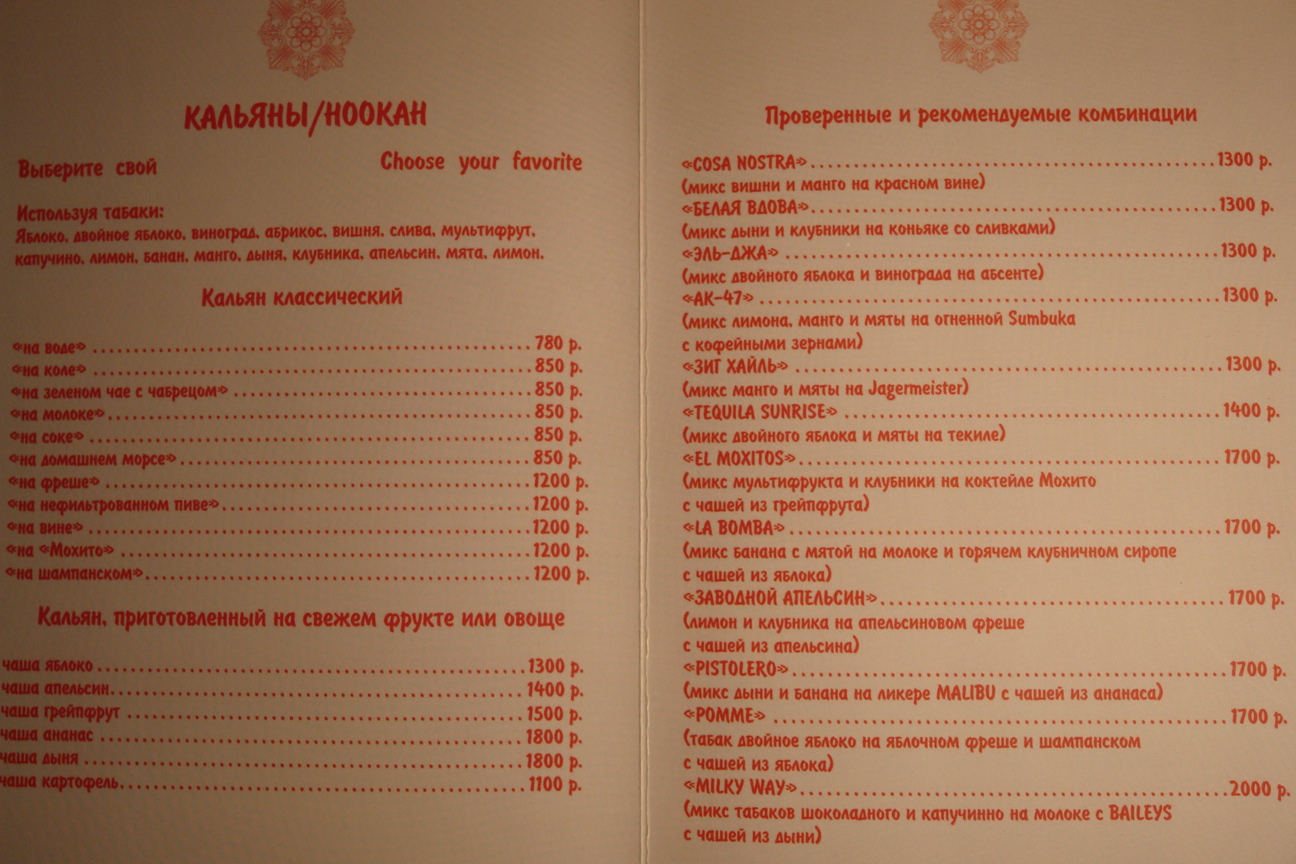 КАЛЬЯНЫ/HOOKAH
Выберите свой
Choose your favorite
Используя табаки:
Яблоко, двойное яблоко, виноград, абрикос, вишня, слива, мультифрут,
капучино, лимон, банан, манго, дыня, клубника, апельсин, мята, лимон.
Кальян классический
«на воде» 780 р.
«на коле» 850 р.
«на зеленом чае с чабрецом» 850 р.
«на молоке» 850 р.
«на соке» 850 р.
«на домашнем морсе» 850 р.
«на фреше» 1200 р.
«на нефильтрованном пиве» 1200 р.
«на вине» 1200 р.
«на «Мохито» 1200 р.
«на шампанском» 1200 р.
Кальян, приготовленный на свежем фрукте или овоще
чаша яблоко 1300 р.
чаша апельсин 1400 р.
чаша грейпфрут 1500 р.
чаша ананас 1800 р.
чаша дыня 1800 р.
чаша картофель 1100 р.
Проверенные и рекомендуемые комбинации
«COSA NOSTRA» 1300 р.
(микс вишни и манго на красном вине)
«БЕЛАЯ ВДОВА» 1300 р.
(микс дыни и клубники на коньяке со сливками)
«ЭЛЬ-ДЖА» 1300 р.
(микс двойного яблока и винограда на абсенте)
«АК-47» 1300 р.
(микс лимона, манго и мяты на огненной Sumbuka
с кофейными зернами)
«ЗИГ ХАЙЛЬ» 1300 р.
(микс манго и мяты на Jagermeister)
«TEQUILA SUNRISE» 1400 р.
(микс двойного яблока и мяты на текиле)
«EL MOXITOS» 1700 р.
(микс мультифрукта и клубники на коктейле Мохито
с чашей из грейпфрута)
«LA BOMBA» 1700 р.
(микс банана с мятой на молоке и горячем клубничном сиропе
с чашей из яблока)
«ЗАВОДНОЙ АПЕЛЬСИН» 1700 р.
(лимон и клубника на апельсиновом фреше
с чашей из апельсина)
«PISTOLERO» 1700 р.
(микс дыни и банана на ликере MALIBU с чашей из ананаса)
«POMME» 1700 р.
(табак двойное яблоко на яблочном фреше и шампанском
с чашей из яблока)
«MILKY WAY» 2000 р.
(микс табаков шоколадного и капучинно на молоке с BAILEYS
с чашей из дыни)